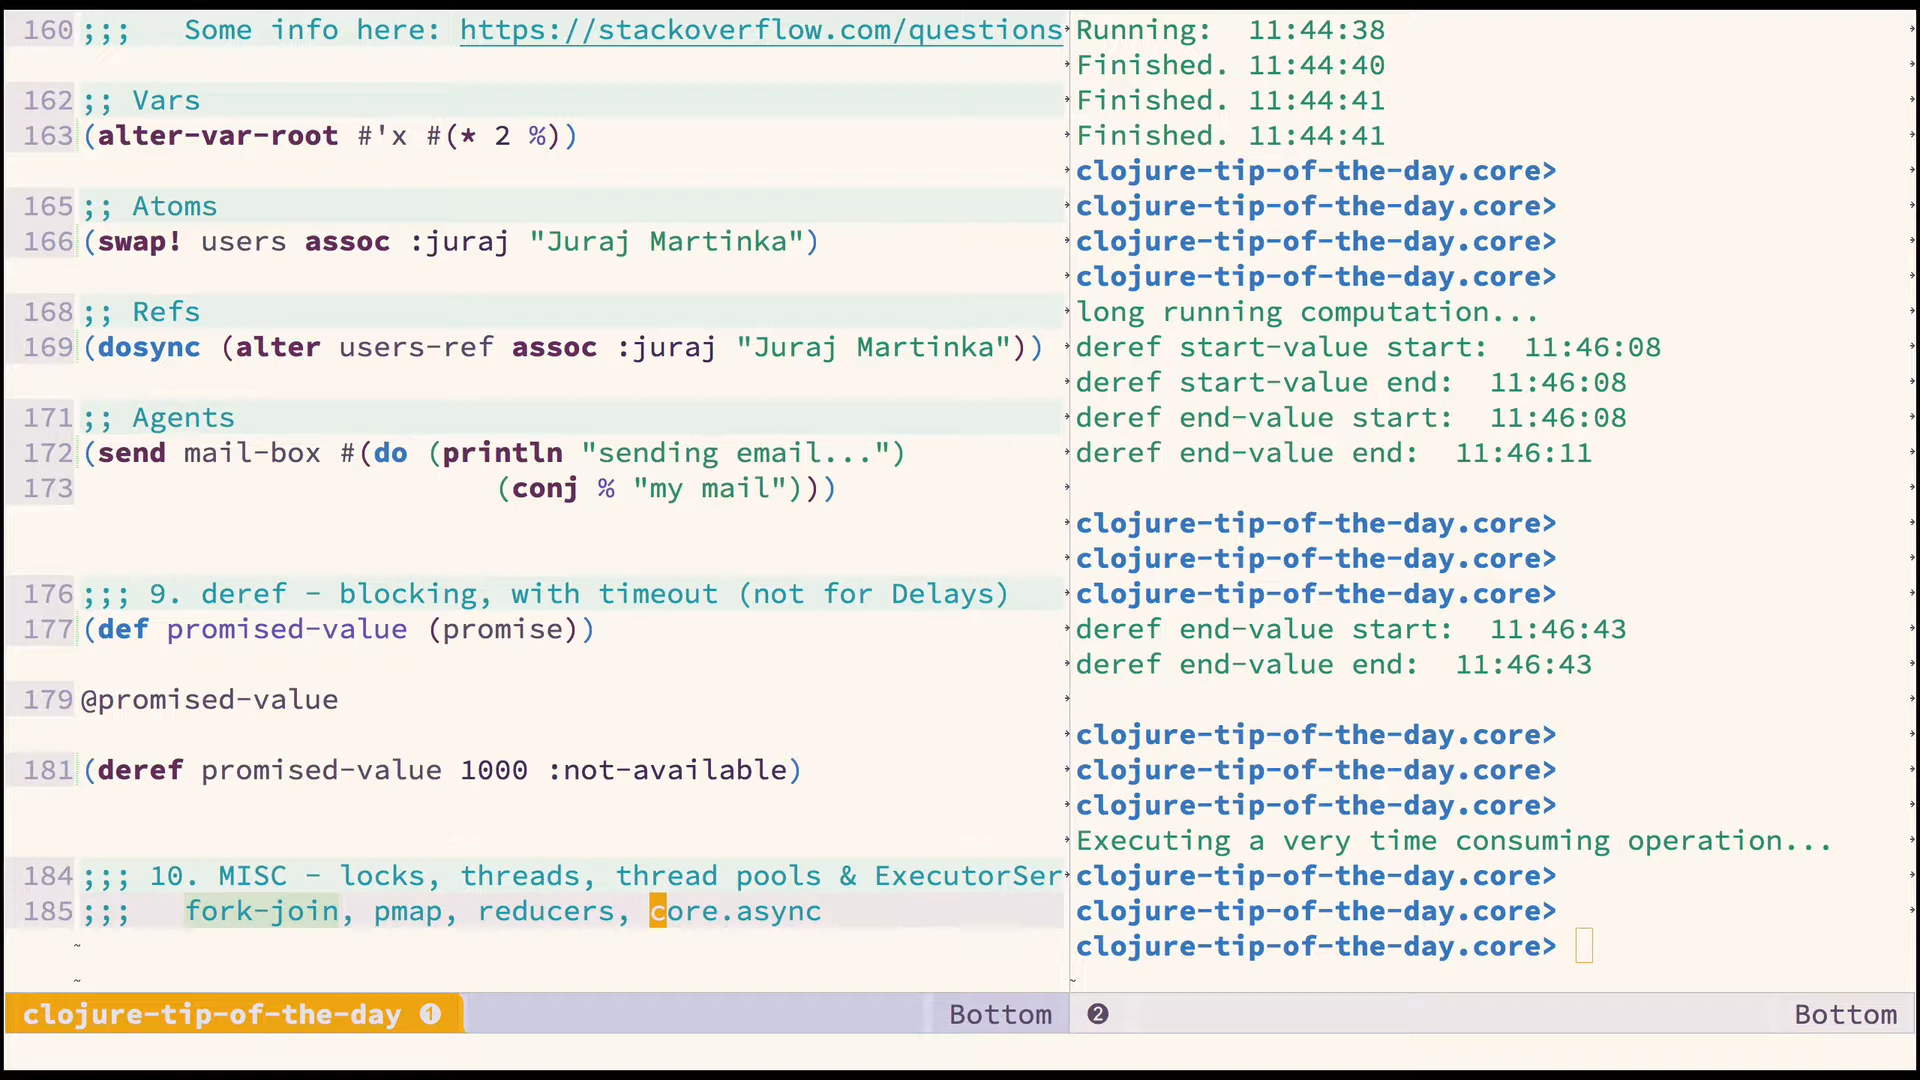 160 ;;;   Some info here: https://stackoverflow.com/questions
162 ;; Vars
163 (alter-var-root #'x #(* 2 %))
165 ;; Atoms
166 (swap! users assoc :juraj "Juraj Martinka")
168 ;; Refs
169 (dosync (alter users-ref assoc :juraj "Juraj Martinka"))
171 ;; Agents
172 (send mail-box #(do (println "sending email...")
173                         (conj % "my mail")))
176 ;;; 9. deref - blocking, with timeout (not for Delays)
177 (def promised-value (promise))
179 @promised-value
181 (deref promised-value 1000 :not-available)
184 ;;; 10. MISC - locks, threads, thread pools & ExecutorSer
185 ;;;   fork-join, pmap, reducers, core.async
~
~
clojure-tip-of-the-day ❶ Bottom
Running:  11:44:38
Finished. 11:44:40
Finished. 11:44:41
Finished. 11:44:41
clojure-tip-of-the-day.core>
clojure-tip-of-the-day.core>
clojure-tip-of-the-day.core>
clojure-tip-of-the-day.core>
long running computation...
deref start-value start:  11:46:08
deref start-value end:  11:46:08
deref end-value start:  11:46:08
deref end-value end:  11:46:11
clojure-tip-of-the-day.core>
clojure-tip-of-the-day.core>
clojure-tip-of-the-day.core>
deref end-value start:  11:46:43
deref end-value end:  11:46:43
clojure-tip-of-the-day.core>
clojure-tip-of-the-day.core>
clojure-tip-of-the-day.core>
Executing a very time consuming operation...
clojure-tip-of-the-day.core>
clojure-tip-of-the-day.core>
clojure-tip-of-the-day.core>
~
❷ Bottom